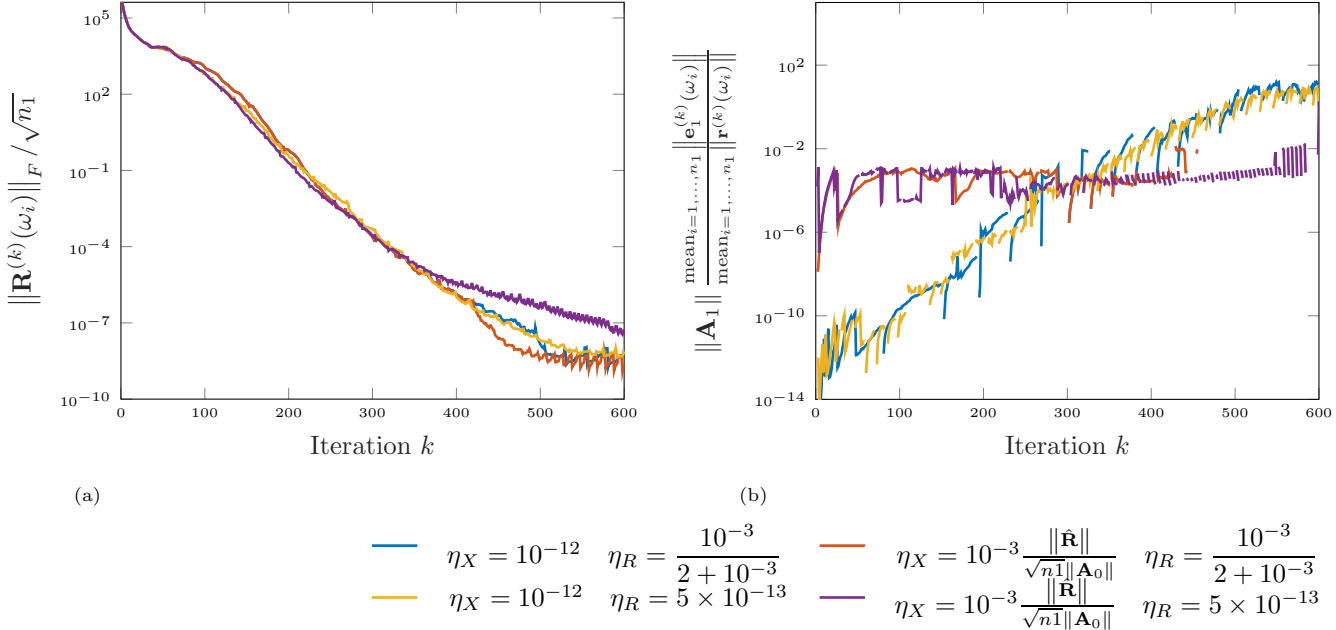 10^5
10^2
10^−1
10^−4
10^−7
10^−10
0 100 200 300 400 500 600
Iteration k
‖R^(k)(ω_i)‖_F / √n_1
(a)
10^2
10^−2
10^−6
10^−10
10^−14
0 100 200 300 400 500 600
Iteration k
‖A_1‖ mean_{i=1,...,n_1} ‖e_1^(k)(ω_i)‖ / mean_{i=1,...,n_1} ‖r^(k)(ω_i)‖
(b)
η_X = 10^−12 η_R = 10^−3 / (2 + 10^−3)
η_X = 10^−12 η_R = 5 × 10^−13
η_X = 10^−3 ‖R̂‖ / (√n1 ‖A_0‖) η_R = 10^−3 / (2 + 10^−3)
η_X = 10^−3 ‖R̂‖ / (√n1 ‖A_0‖) η_R = 5 × 10^−13